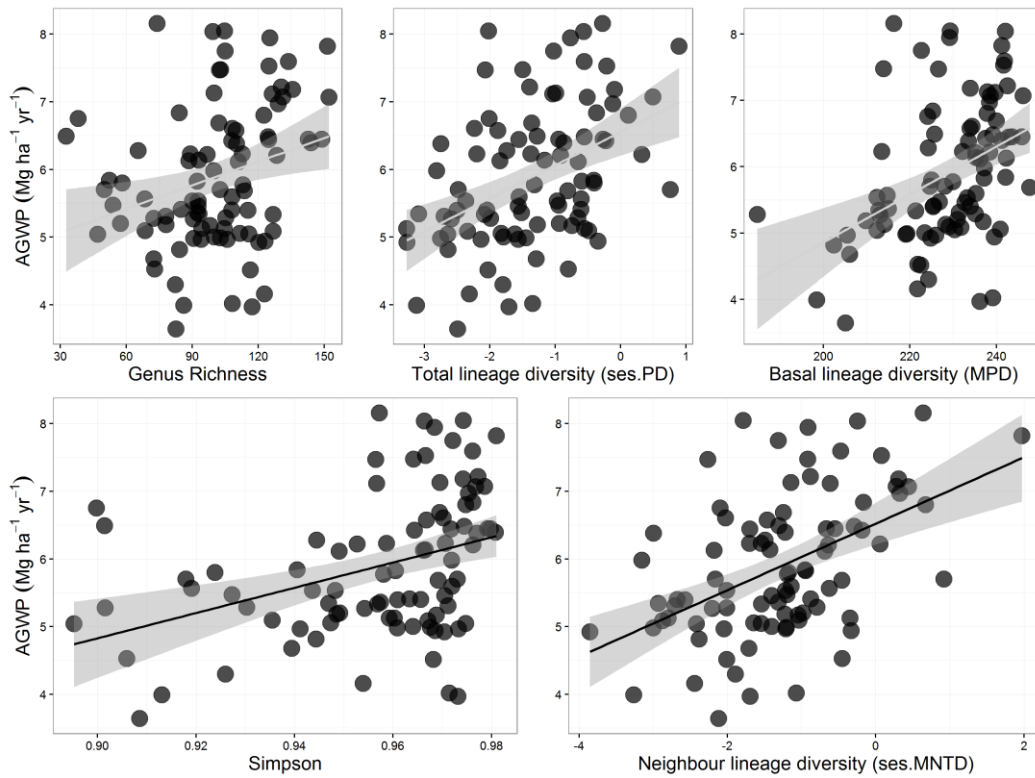 AGWP (Mg ha−1 yr−1)
8
7
6
5
4
30 60 90 120 150
Genus Richness
-3 -2 -1 0 1
Total lineage diversity (ses.PD)
200 220 240
Basal lineage diversity (MPD)
8
7
6
5
4
8
7
6
5
4
AGWP (Mg ha−1 yr−1)
8
7
6
5
4
0.90 0.92 0.94 0.96 0.98
Simpson
8
7
6
5
4
-4 -2 0 2
Neighbour lineage diversity (ses.MNTD)